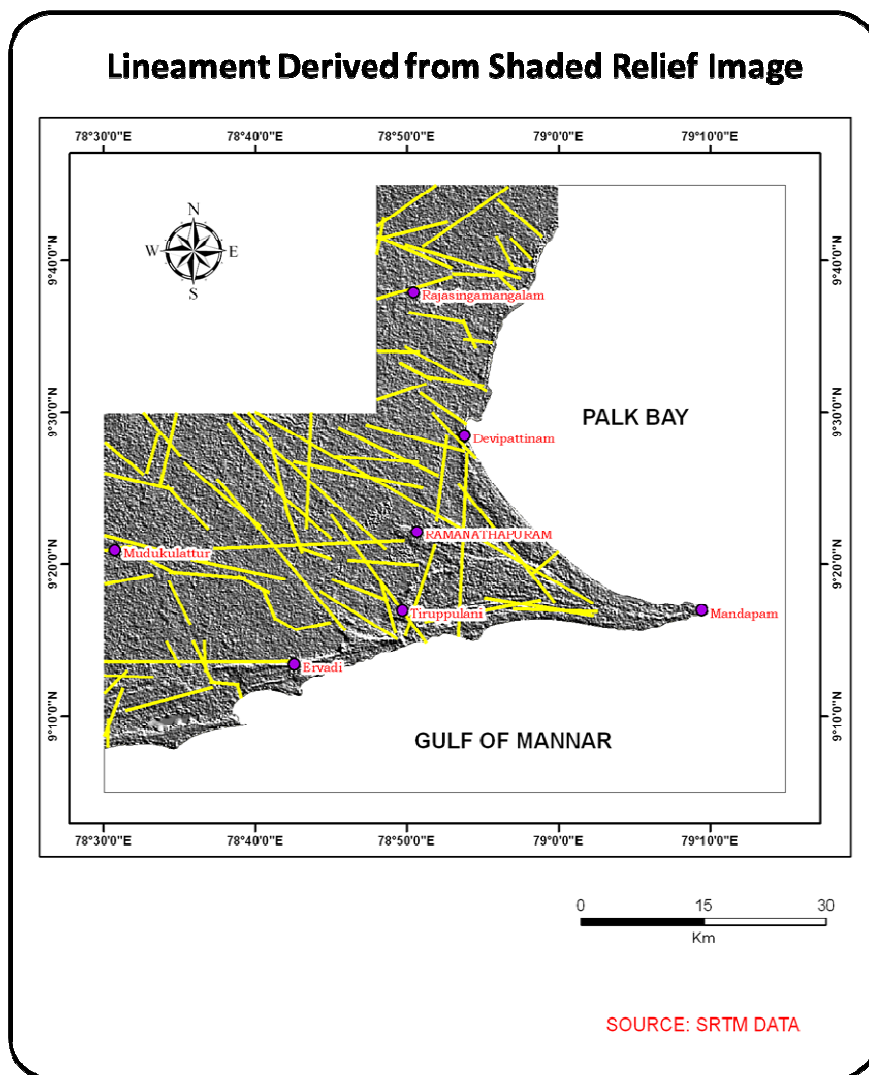 Lineament Derived from Shaded Relief Image
78°30'0"E 78°40'0"E 78°50'0"E 79°0'0"E 79°10'0"E
N
W E
S
9°40'0"N 9°40'0"N
Rajasingamangalam
9°30'0"N 9°30'0"N
PALK BAY
Devipattinam
RAMANATHAPURAM
Mudukulattur
9°20'0"N 9°20'0"N
Tiruppulani
Mandapam
Ervadi
9°10'0"N 9°10'0"N
GULF OF MANNAR
78°30'0"E 78°40'0"E 78°50'0"E 79°0'0"E 79°10'0"E
0 15 30
Km
SOURCE: SRTM DATA